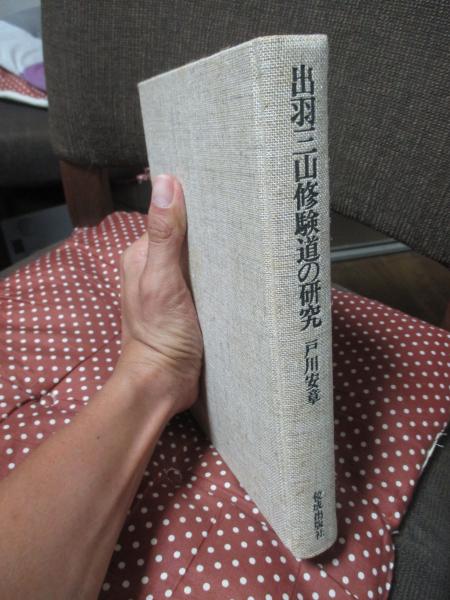 出羽三山修験道の研究
戸川安章
佼成出版社